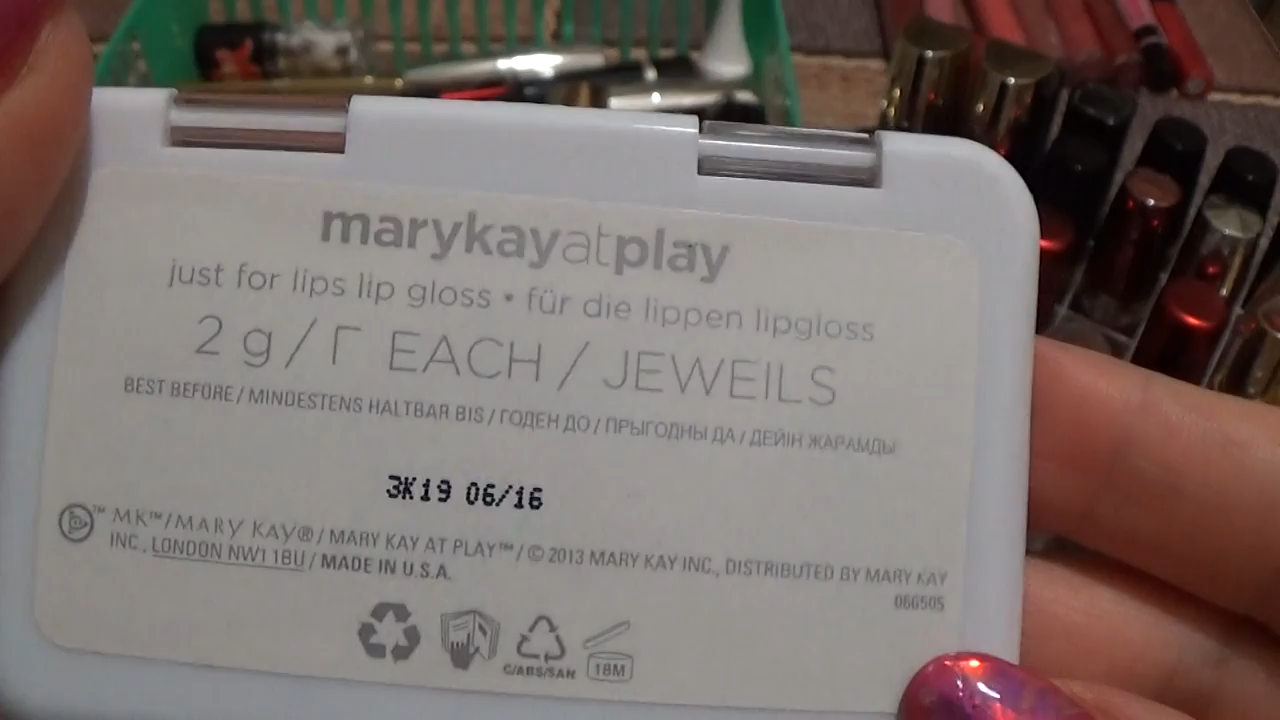 marykayatplay
just for lips lip gloss • für die lippen lipgloss
2 g / Г EACH / JEWEILS
BEST BEFORE / MINDESTENS HALTBAR BIS / ГОДЕН ДО / ПРЫГОДНЫ ДА / ДЕЙІН ЖАРАМДЫ
3K19 06/16
™ MK™/MARY KAY® / MARY KAY AT PLAY™ / © 2013 MARY KAY INC., DISTRIBUTED BY MARY KAY
INC., LONDON NW1 1BU / MADE IN U.S.A.
066505
C/ABS/SAN
18M